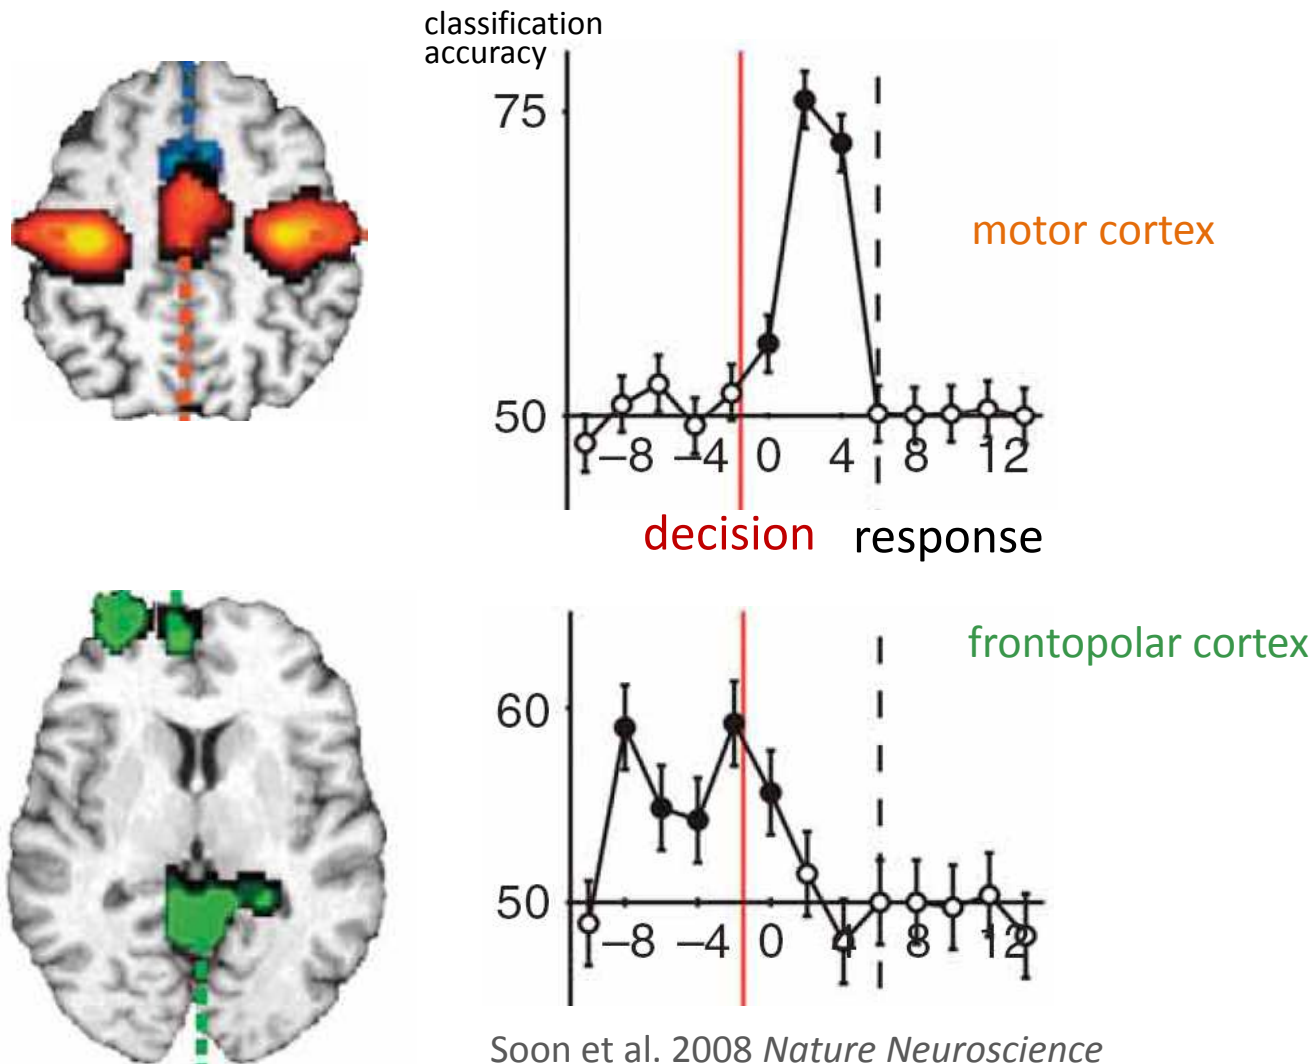 classification
accuracy
75
motor cortex
50
−8 −4 0 4 8 12
decision response
frontopolar cortex
60
50
−8 −4 0 4 8 12
Soon et al. 2008 Nature Neuroscience